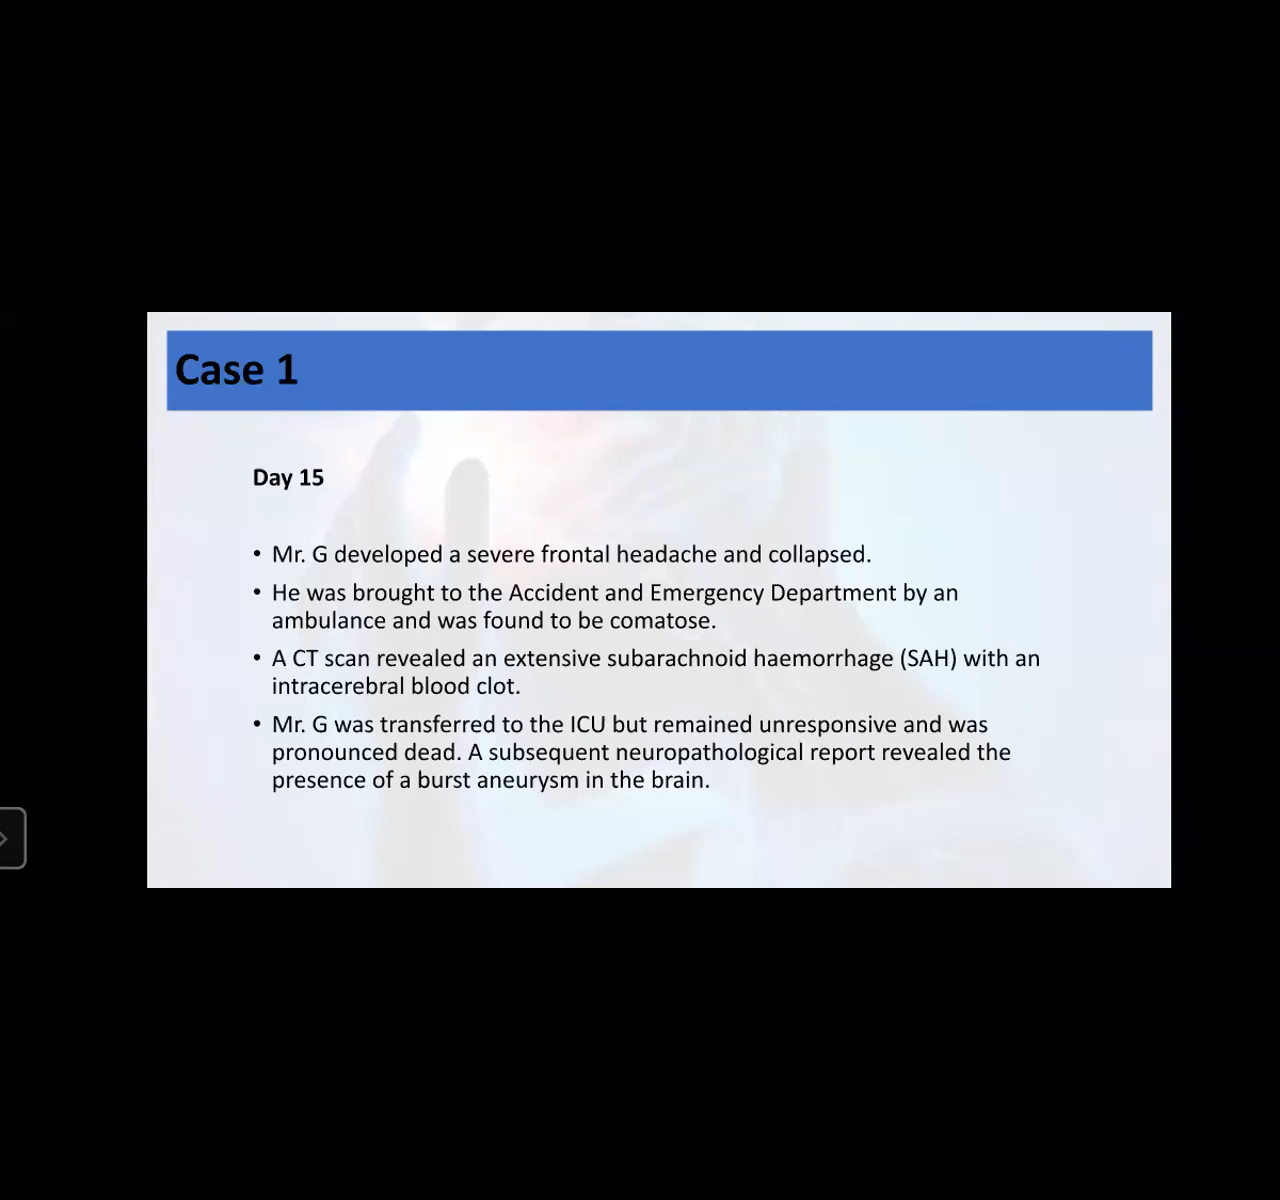 Case 1
Day 15
• Mr. G developed a severe frontal headache and collapsed.
• He was brought to the Accident and Emergency Department by an
ambulance and was found to be comatose.
• A CT scan revealed an extensive subarachnoid haemorrhage (SAH) with an
intracerebral blood clot.
• Mr. G was transferred to the ICU but remained unresponsive and was
pronounced dead. A subsequent neuropathological report revealed the
presence of a burst aneurysm in the brain.